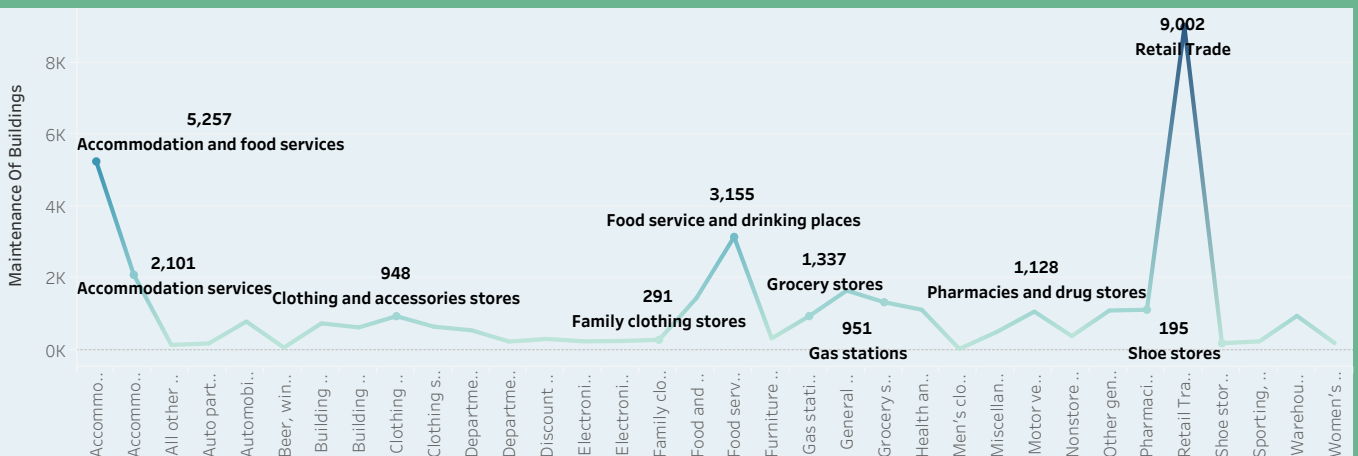 Maintenance Of Buildings
8K
6K
4K
2K
0K
9,002
Retail Trade
5,257
Accommodation and food services
3,155
Food service and drinking places
2,101
Accommodation services
948
Clothing and accessories stores
291
Family clothing stores
1,337
Grocery stores
951
Gas stations
1,128
Pharmacies and drug stores
195
Shoe stores
Accommo..
Accommo..
All other ..
Auto part..
Automobi..
Beer, win..
Building ..
Building ..
Clothing ..
Clothing s..
Departme..
Departme..
Discount ..
Electroni..
Electroni..
Family clo..
Food and ..
Food serv..
Furniture ..
Gas stati..
General ..
Grocery s..
Health an..
Men's clo..
Miscellan..
Motor ve..
Nonstore ..
Other gen..
Pharmaci..
Retail Tra..
Shoe stor..
Sporting, ..
Warehou..
Women's ..